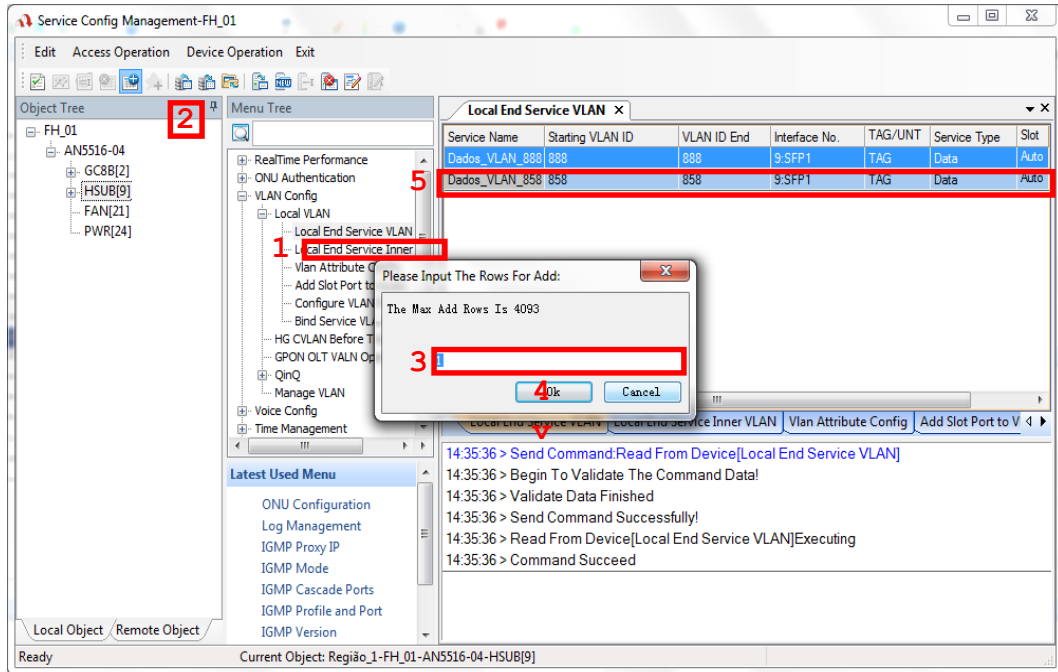 Service Config Management-FH_01
Edit Access Operation Device Operation Exit
Object Tree
2
FH_01
AN5516-04
GC8B[2]
HSUB[9]
FAN[21]
PWR[24]
Local Object
Remote Object
Menu Tree
RealTime Performance
ONU Authentication
VLAN Config
Local VLAN
Local End Service VLAN
1
Local End Service Inner
Vlan Attribute C
Add Slot Port to
Configure VLAN
Bind Service VL
HG CVLAN Before T
GPON OLT VALN Op
QinQ
Manage VLAN
Voice Config
Time Management
Latest Used Menu
ONU Configuration
Log Management
IGMP Proxy IP
IGMP Mode
IGMP Cascade Ports
IGMP Profile and Port
IGMP Version
Local End Service VLAN X
Service Name Starting VLAN ID VLAN ID End Interface No. TAG/UNT Service Type Slot
Dados_VLAN_888 888 888 9:SFP1 TAG Data Auto
5
Dados_VLAN_858 858 858 9:SFP1 TAG Data Auto
Please Input The Rows For Add:
The Max Add Rows Is 4093
3
1
4
Ok
Cancel
Local End Service VLAN Local End Service Inner VLAN Vlan Attribute Config Add Slot Port to V
14:35:36 > Send Command:Read From Device[Local End Service VLAN]
14:35:36 > Begin To Validate The Command Data!
14:35:36 > Validate Data Finished
14:35:36 > Send Command Successfully!
14:35:36 > Read From Device[Local End Service VLAN]Executing
14:35:36 > Command Succeed
Ready
Current Object: Região_1-FH_01-AN5516-04-HSUB[9]